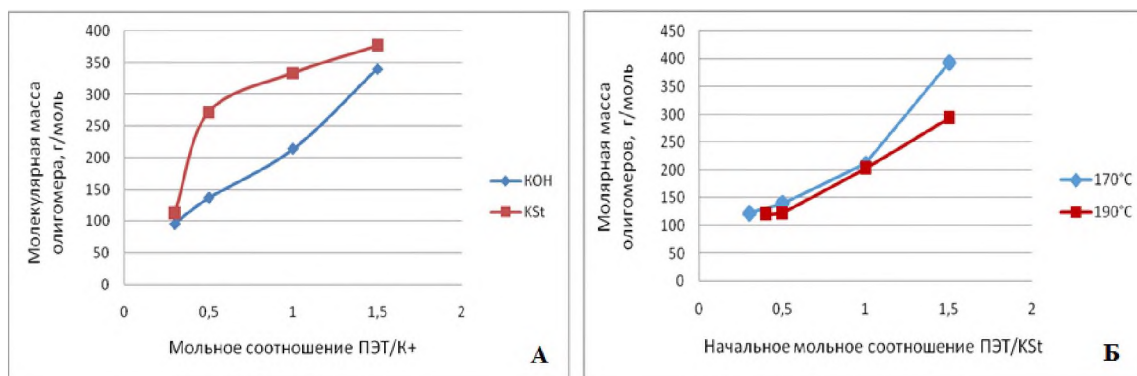 Молекулярная масса
олигомера, г/моль
400
350
300
250
200
150
100
50
0
0
0,5
1
1,5
2
Мольное соотношение ПЭТ/К+
КОН
KSt
А
Молярная масса
олигомеров, г/моль
450
400
350
300
250
200
150
100
50
0
0
0,5
1
1,5
2
Начальное мольное соотношение ПЭТ/KSt
170°C
190°C
Б